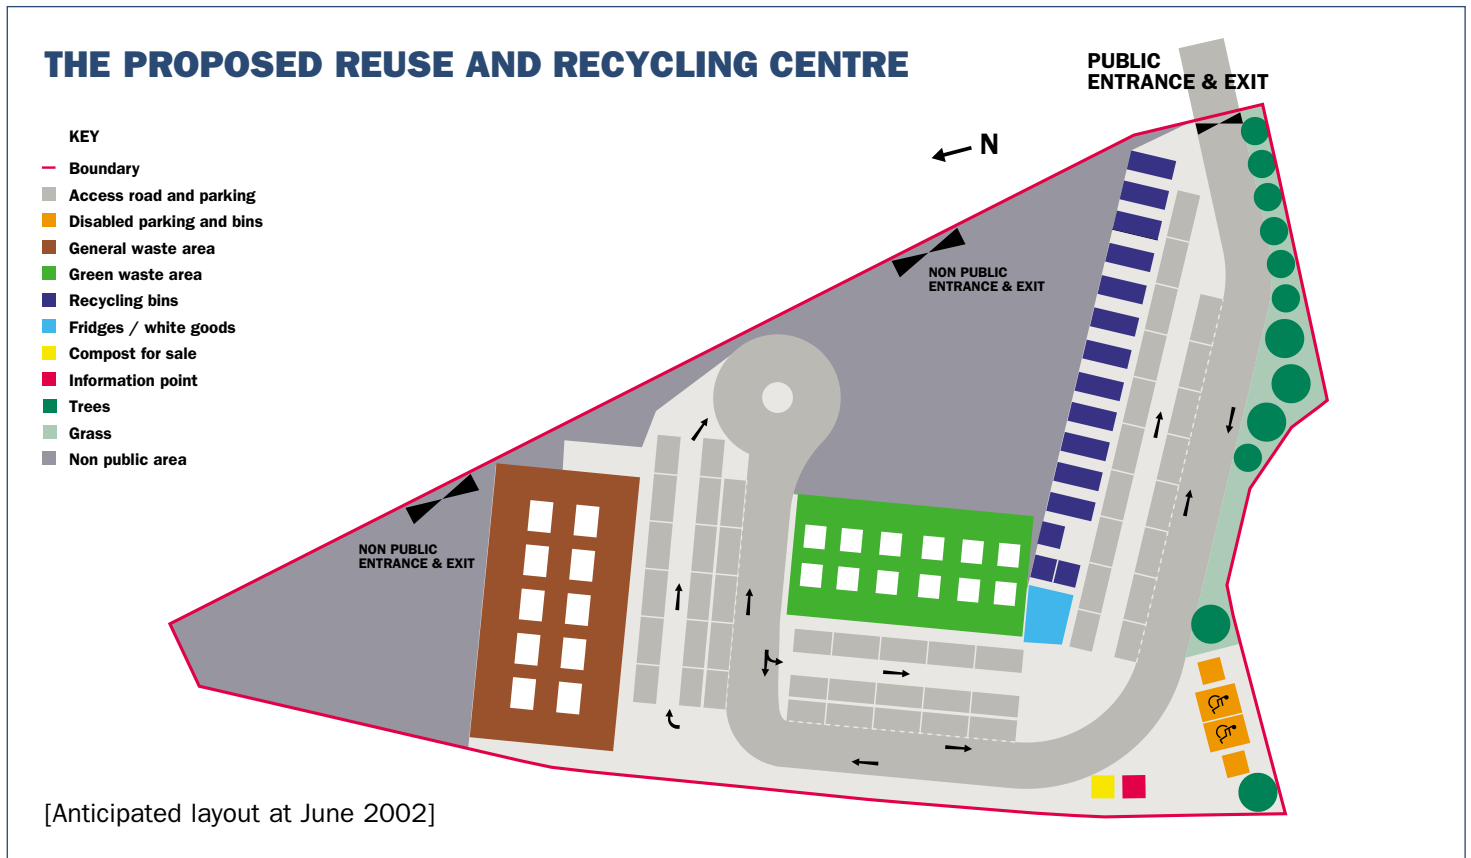 THE PROPOSED REUSE AND RECYCLING CENTRE
PUBLIC
ENTRANCE & EXIT
KEY
Boundary
Access road and parking
Disabled parking and bins
General waste area
Green waste area
Recycling bins
Fridges / white goods
Compost for sale
Information point
Trees
Grass
Non public area
N
NON PUBLIC
ENTRANCE & EXIT
NON PUBLIC
ENTRANCE & EXIT
[Anticipated layout at June 2002]